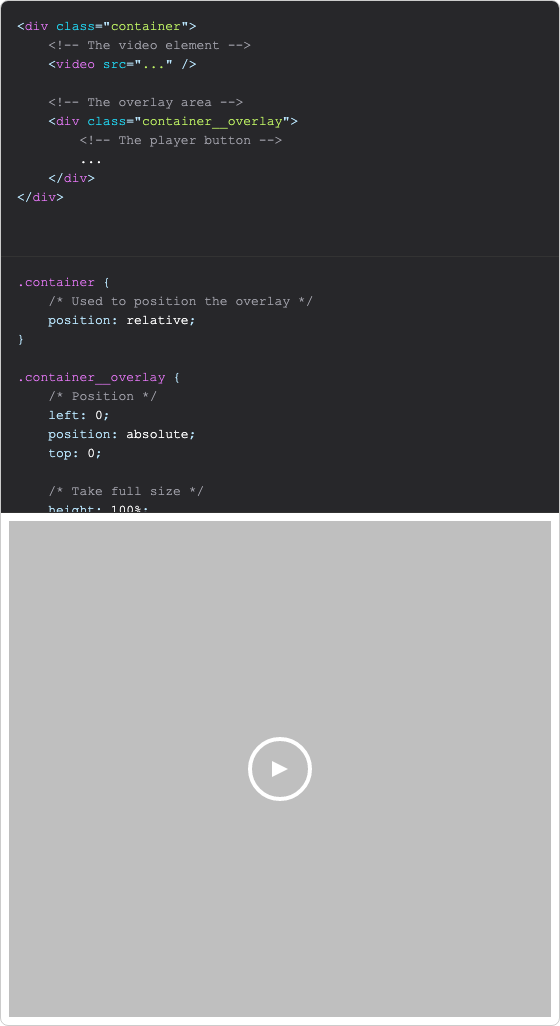 <div class="container">
    <!-- The video element -->
    <video src="..." />

    <!-- The overlay area -->
    <div class="container__overlay">
        <!-- The player button -->
        ...
    </div>
</div>

.container {
    /* Used to position the overlay */
    position: relative;
}

.container__overlay {
    /* Position */
    left: 0;
    position: absolute;
    top: 0;

    /* Take full size */
    height: 100%;